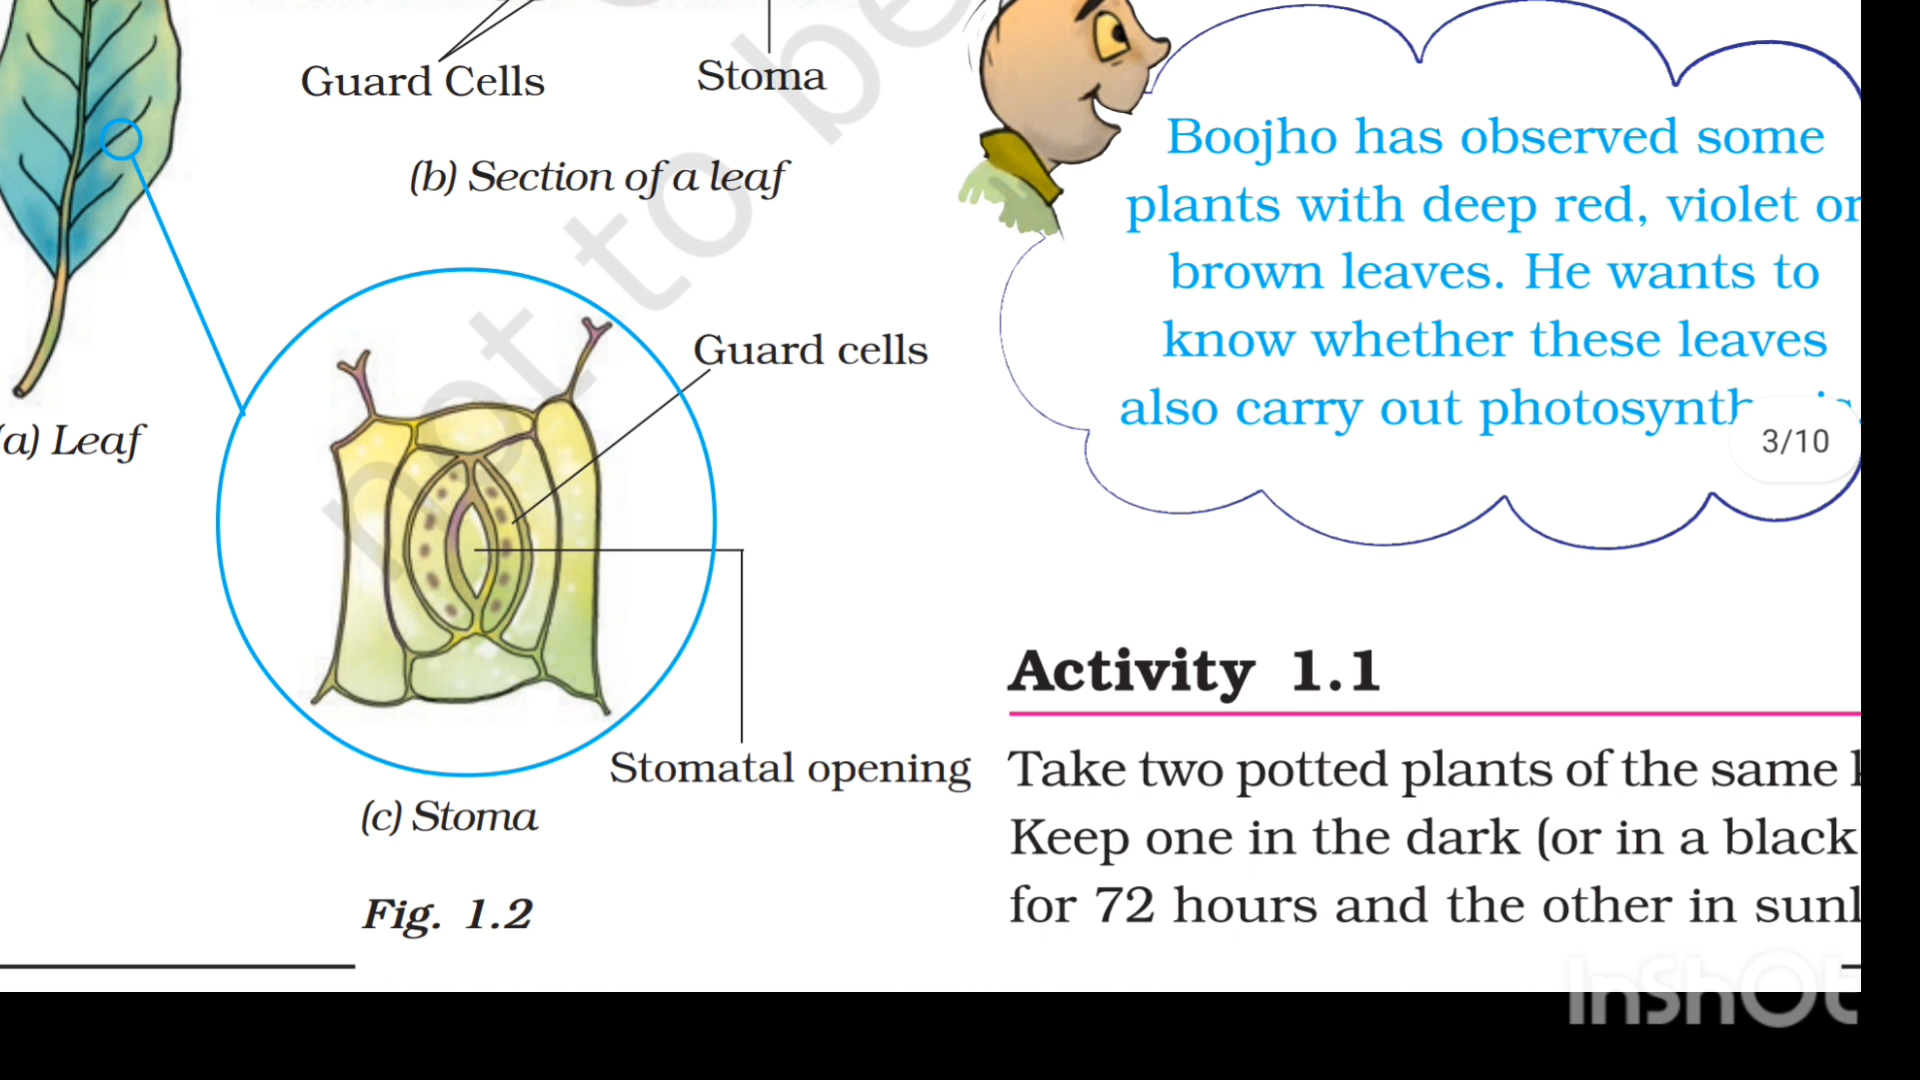 Guard Cells
Stoma
(b) Section of a leaf
Guard cells
(a) Leaf
Stomatal opening
(c) Stoma
Fig. 1.2
not to be
Boojho has observed some
plants with deep red, violet or
brown leaves. He wants to
know whether these leaves
also carry out
3/10
Activity 1.1
Take two potted plants of the same
Keep one in the dark (or in a black
for 72 hours and the other in
InShOt